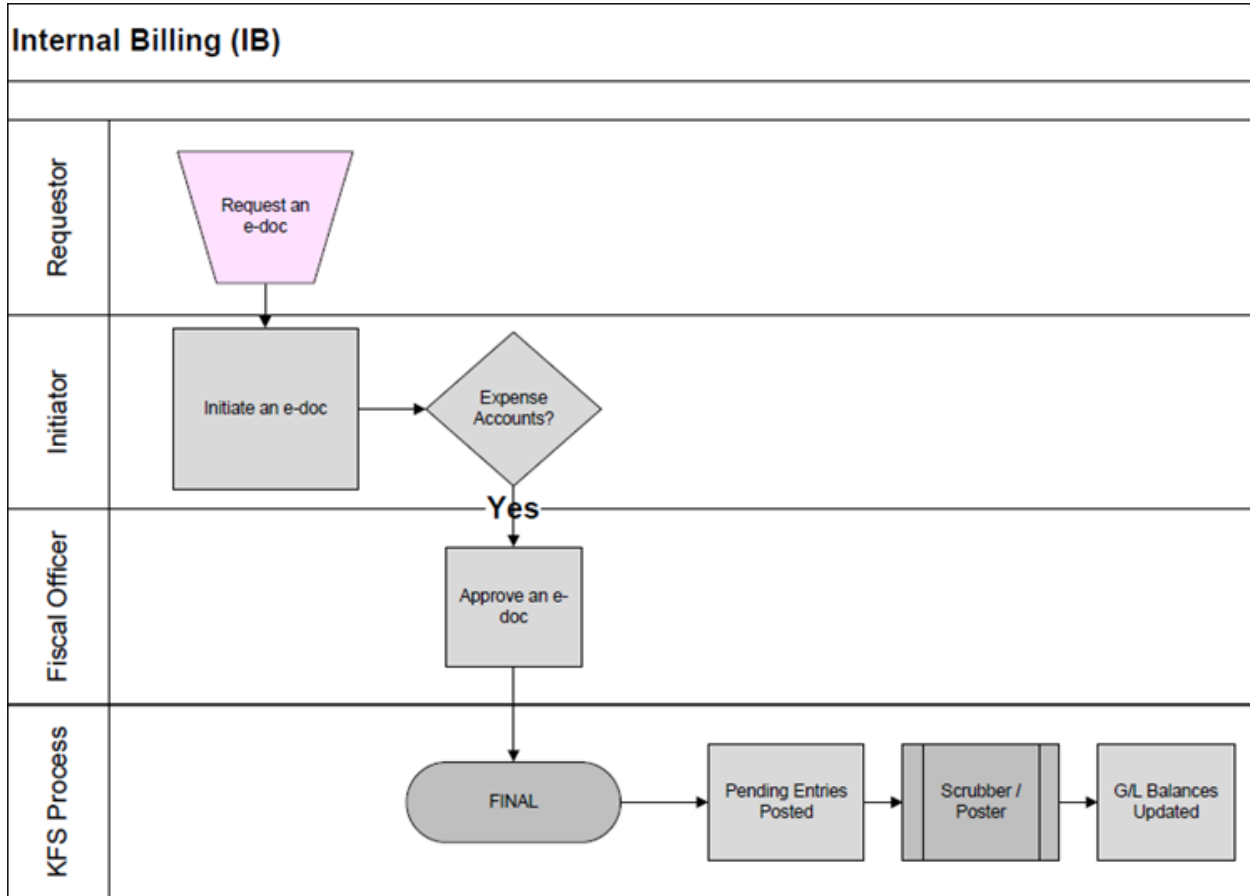 Internal Billing (IB)
Requestor
Request an
e-doc
Initiator
Initiate an e-doc
Expense
Accounts?
Yes
Fiscal Officer
Approve an e-
doc
KFS Process
FINAL
Pending Entries
Posted
Scrubber /
Poster
G/L Balances
Updated